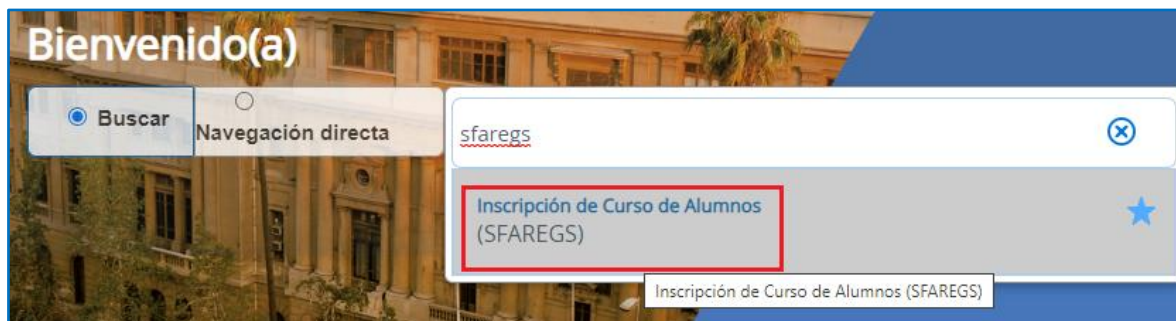 Bienvenido(a)
Buscar
Navegación directa
sfaregs
Inscripción de Curso de Alumnos
(SFAREGS)
Inscripción de Curso de Alumnos (SFAREGS)